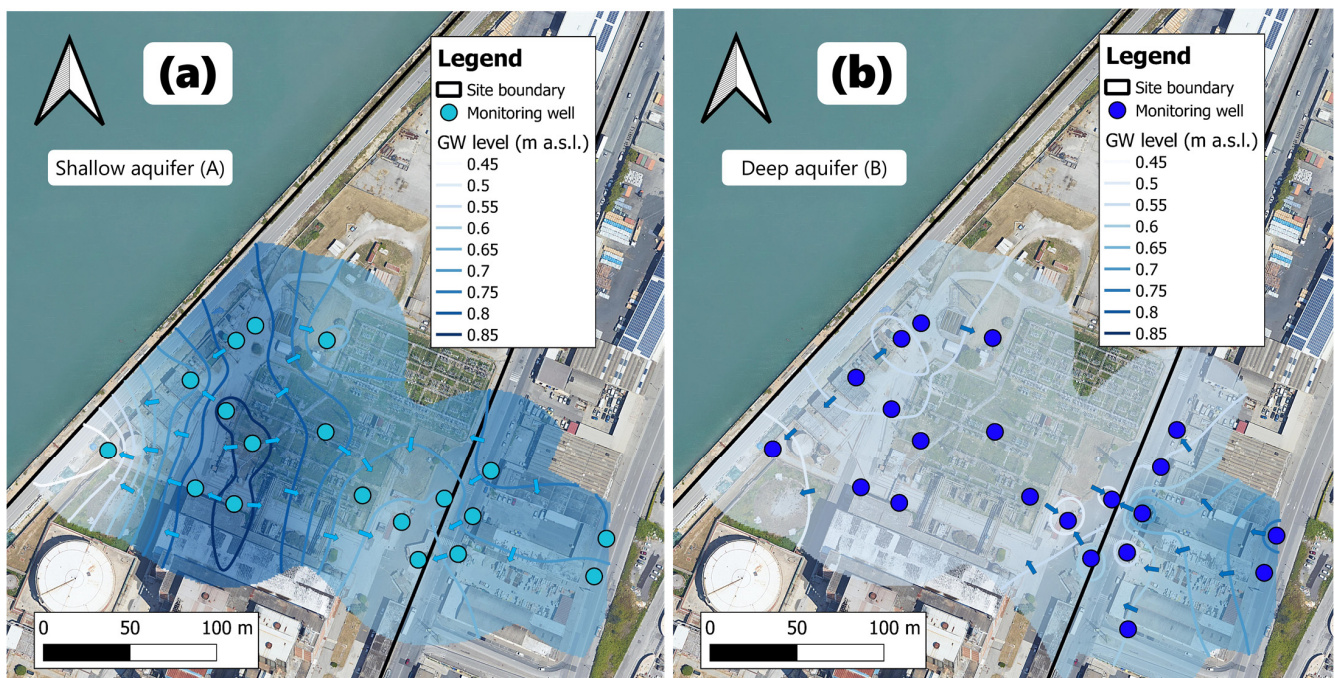 (a)
Shallow aquifer (A)
Legend
Site boundary
Monitoring well
GW level (m a.s.l.)
0.45
0.5
0.55
0.6
0.65
0.7
0.75
0.8
0.85
0
50
100 m
(b)
Deep aquifer (B)
Legend
Site boundary
Monitoring well
GW level (m a.s.l.)
0.45
0.5
0.55
0.6
0.65
0.7
0.75
0.8
0.85
0
50
100 m